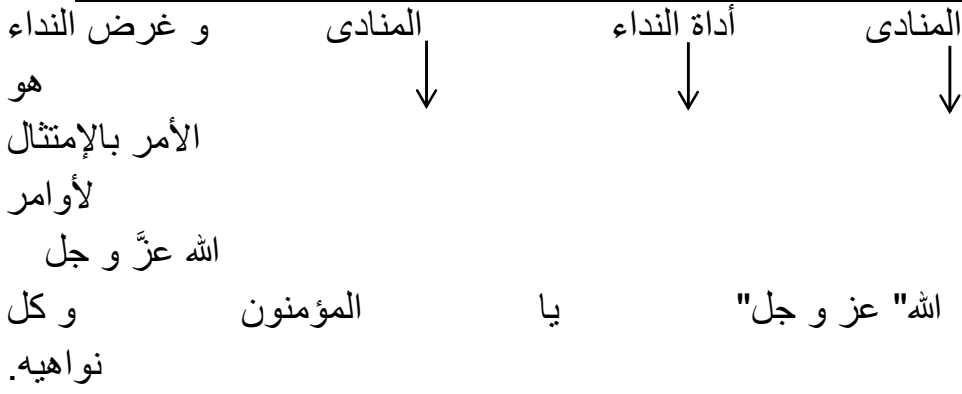 المنادى أداة النداء المنادى و غرض النداء
هو
الأمر بالإمتثال
لأوامر
الله عزَّ و جل
الله" عز و جل" يا المؤمنون و كل
نواهيه.